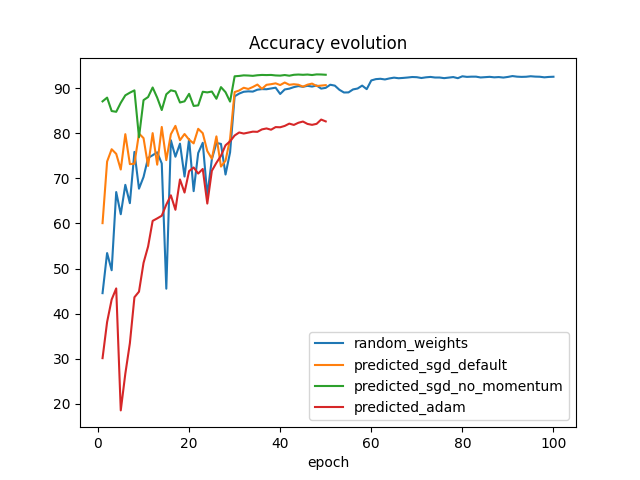 Accuracy evolution
90
80
70
60
50
40
30
20
0
20
40
60
80
100
epoch
random_weights
predicted_sgd_default
predicted_sgd_no_momentum
predicted_adam